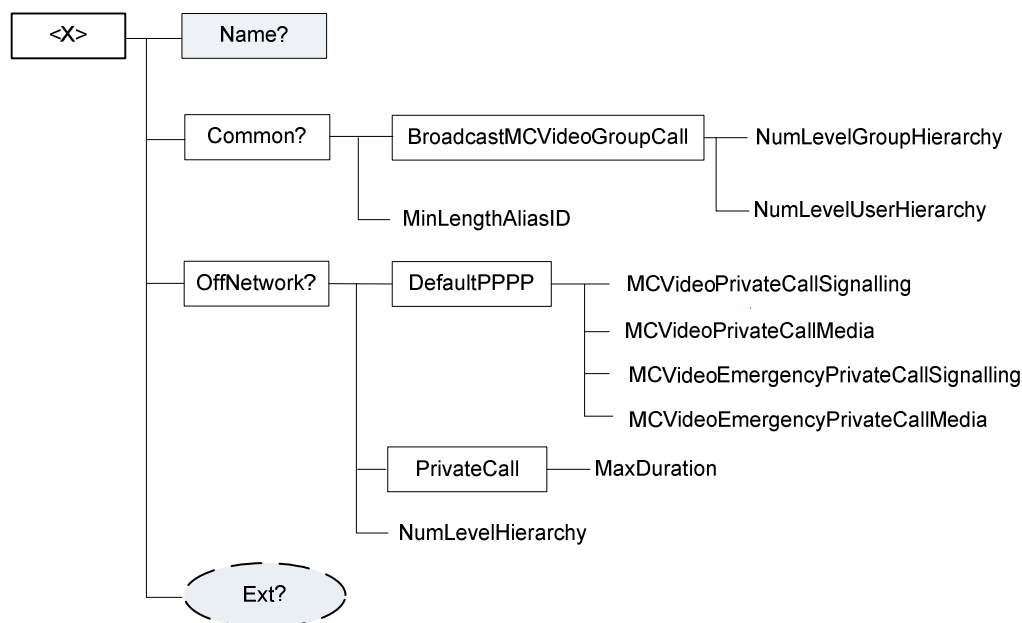 <X>
Name?
Common?
BroadcastMCVideoGroupCall
NumLevelGroupHierarchy
NumLevelUserHierarchy
MinLengthAliasID
OffNetwork?
DefaultPPPP
MCVideoPrivateCallSignalling
MCVideoPrivateCallMedia
MCVideoEmergencyPrivateCallSignalling
MCVideoEmergencyPrivateCallMedia
PrivateCall
MaxDuration
NumLevelHierarchy
Ext?